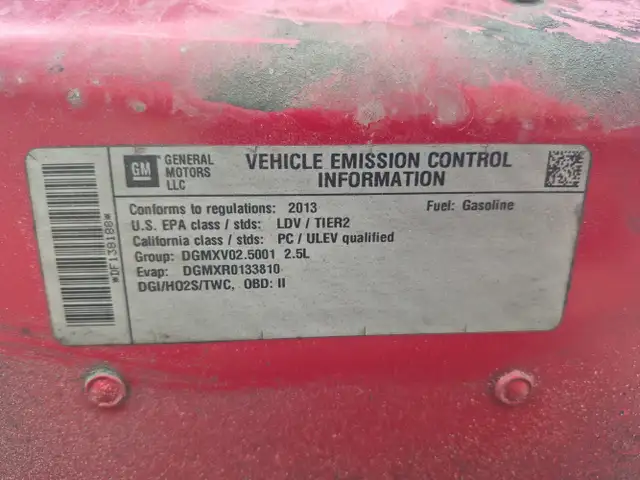 GM
GENERAL
MOTORS
LLC
VEHICLE EMISSION CONTROL
INFORMATION
Conforms to regulations: 2013 Fuel: Gasoline
U.S. EPA class / stds: LDV / TIER2
California class / stds: PC / ULEV qualified
Group: DGMXV02.5001 2.5L
Evap: DGMXR0133810
DGI/HO2S/TWC, OBD: II
*DF138188*